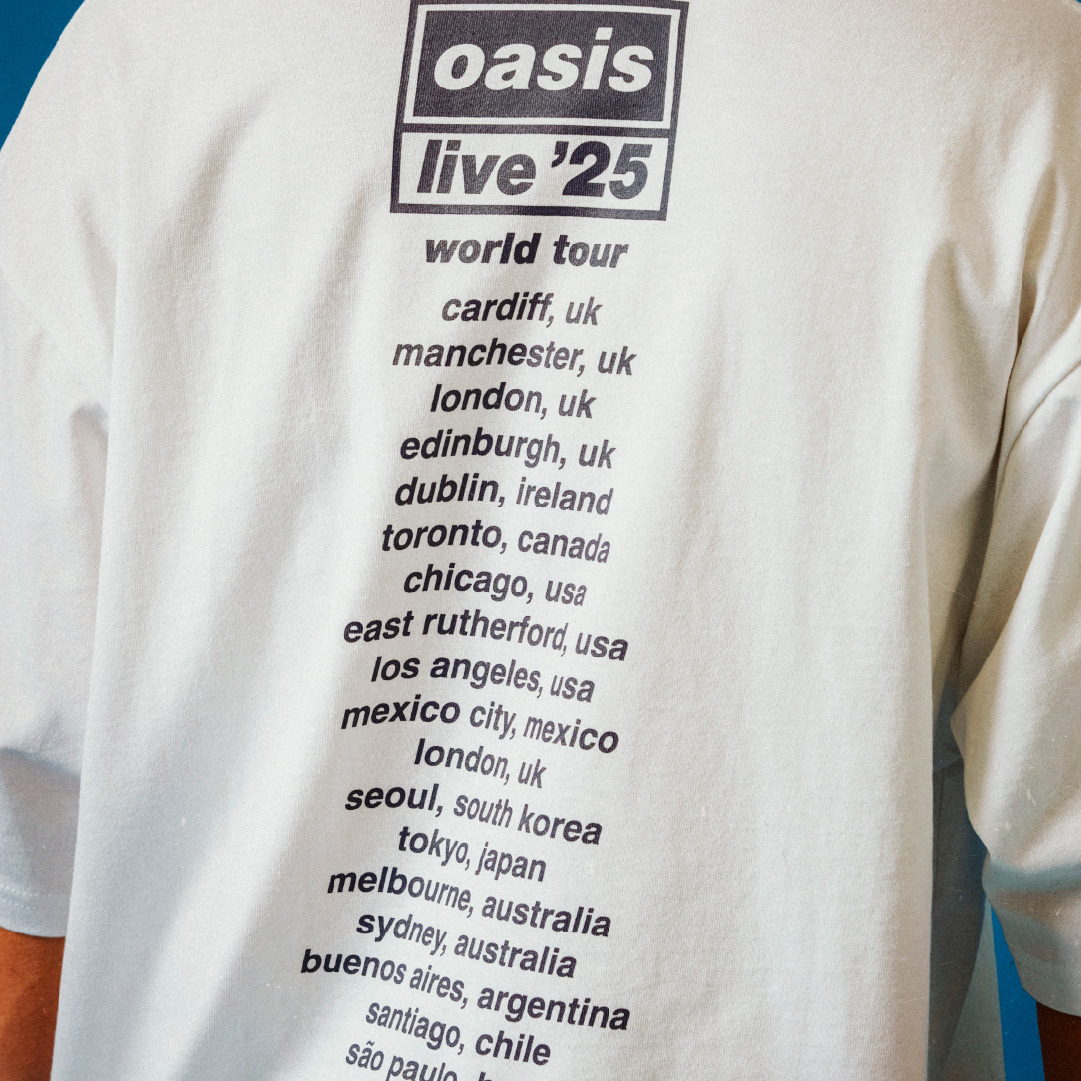 oasis
live '25
world tour
cardiff, uk
manchester, uk
london, uk
edinburgh, uk
dublin, ireland
toronto, canada
chicago, usa
east rutherford, usa
los angeles, usa
mexico city, mexico
london, uk
seoul, south korea
tokyo, japan
melbourne, australia
sydney, australia
buenos aires, argentina
santiago, chile
são paulo,